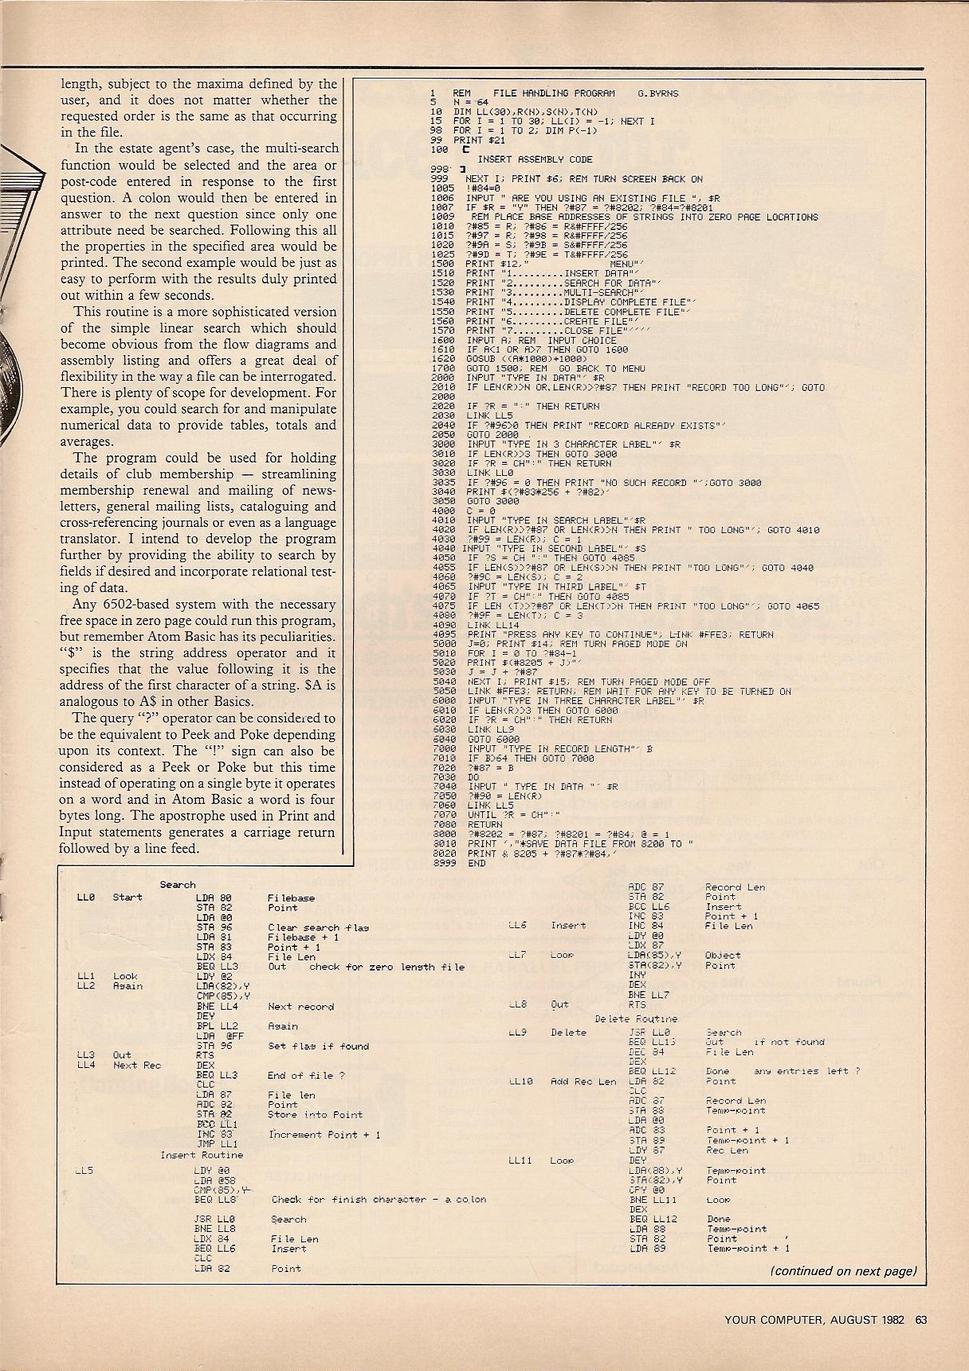 length, subject to the maxima defined by the
user, and it does not matter whether the
requested order is the same as that occurring
in the file.
In the estate agent's case, the multi-search
function would be selected and the area or
post-code entered in response to the first
question. A colon would then be entered in
answer to the next question since only one
attribute need be searched. Following this all
the properties in the specified area would be
printed. The second example would be just as
easy to perform with the results duly printed
out within a few seconds.
This routine is a more sophisticated version
of the simple linear search which should
become obvious from the flow diagrams and
assembly listing and offers a great deal of
flexibility in the way a file can be interrogated.
There is plenty of scope for development. For
example, you could search for and manipulate
numerical data to provide tables, totals and
averages.
The program could be used for holding
details of club membership — streamlining
membership renewal and mailing of news-
letters, general mailing lists, cataloguing and
cross-referencing journals or even as a language
translator. I intend to develop the program
further by providing the ability to search by
fields if desired and incorporate relational test-
ing of data.
Any 6502-based system with the necessary
free space in zero page could run this program,
but remember Atom Basic has its peculiarities.
"$" is the string address operator and it
specifies that the value following it is the
address of the first character of a string. $A is
analogous to A$ in other Basics.
The query "?" operator can be considered to
be the equivalent to Peek and Poke depending
upon its context. The "!" sign can also be
considered as a Peek or Poke but this time
instead of operating on a single byte it operates
on a word and in Atom Basic a word is four
bytes long. The apostrophe used in Print and
Input statements generates a carriage return
followed by a line feed.
1 REM FILE HANDLING PROGRAM G.BYRNS
5 N = 64
10 DIM LL(30),R(N),S(N),T(N)
15 FOR I = 1 TO 30; LL(I) = -1; NEXT I
98 FOR I = 1 TO 2; DIM P(-1)
99 PRINT $21
100 [
INSERT ASSEMBLY CODE
998 ]
999 NEXT I; PRINT $6; REM TURN SCREEN BACK ON
1005 !#84=0
1006 INPUT " ARE YOU USING AN EXISTING FILE ", $R
1007 IF $R = "Y" THEN ?#87 = ?#8202; ?#84=?#8201
1009 REM PLACE BASE ADDRESSES OF STRINGS INTO ZERO PAGE LOCATIONS
1010 ?#85 = R; ?#86 = R&#FFFF/256
1015 ?#97 = R; ?#98 = R&#FFFF/256
1020 ?#9A = S; ?#9B = S&#FFFF/256
1025 ?#9D = T; ?#9E = T&#FFFF/256
1500 PRINT $12," MENU"'
1510 PRINT "1.........INSERT DATA"'
1520 PRINT "2.........SEARCH FOR DATA"'
1530 PRINT "3.........MULTI-SEARCH"'
1540 PRINT "4.........DISPLAY COMPLETE FILE"'
1550 PRINT "5.........DELETE COMPLETE FILE"'
1560 PRINT "6.........CREATE FILE"'
1570 PRINT "7.........CLOSE FILE"''''
1600 INPUT A; REM INPUT CHOICE
1610 IF A<1 OR A>7 THEN GOTO 1600
1620 GOSUB ((A*1000)+1000)
1700 GOTO 1500; REM GO BACK TO MENU
2000 INPUT "TYPE IN DATA"' $R
2010 IF LEN(R)>N OR LEN(R)>?#87 THEN PRINT "RECORD TOO LONG"'; GOTO
2000
2020 IF ?R = ":" THEN RETURN
2030 LINK LL5
2040 IF ?#96>0 THEN PRINT "RECORD ALREADY EXISTS"'
2050 GOTO 2000
3000 INPUT "TYPE IN 3 CHARACTER LABEL"' $R
3010 IF LEN(R)>3 THEN GOTO 3000
3020 IF ?R = CH":" THEN RETURN
3030 LINK LL0
3035 IF ?#96 = 0 THEN PRINT "NO SUCH RECORD "';GOTO 3000
3040 PRINT $(?#83*256 + ?#82)'
3050 GOTO 3000
4000 C = 0
4010 INPUT "TYPE IN SEARCH LABEL"'$R
4020 IF LEN(R)>?#87 OR LEN(R)>N THEN PRINT " TOO LONG"'; GOTO 4010
4030 ?#99 = LEN(R); C = 1
4040 INPUT "TYPE IN SECOND LABEL"' $S
4050 IF ?S = CH ":" THEN GOTO 4085
4055 IF LEN(S)>?#87 OR LEN(S)>N THEN PRINT "TOO LONG"'; GOTO 4040
4060 ?#9C = LEN(S); C = 2
4065 INPUT "TYPE IN THIRD LABEL"' $T
4070 IF ?T = CH":" THEN GOTO 4085
4075 IF LEN (T)>?#87 OR LEN(T)>N THEN PRINT "TOO LONG"'; GOTO 4065
4080 ?#9F = LEN(T); C = 3
4090 LINK LL14
4095 PRINT "PRESS ANY KEY TO CONTINUE"; LINK #FFE3; RETURN
5000 J=0; PRINT $14; REM TURN PAGED MODE ON
5010 FOR I = 0 TO ?#84-1
5020 PRINT $(#8205 + J)"'
5030 J = J + ?#87
5040 NEXT I; PRINT $15; REM TURN PAGED MODE OFF
5050 LINK #FFE3; RETURN; REM WAIT FOR ANY KEY TO BE TURNED ON
6000 INPUT "TYPE IN THREE CHARACTER LABEL"' $R
6010 IF LEN(R)>3 THEN GOTO 6000
6020 IF ?R = CH":" THEN RETURN
6030 LINK LL9
6040 GOTO 6000
7000 INPUT "TYPE IN RECORD LENGTH"' B
7010 IF B>64 THEN GOTO 7000
7020 ?#87 = B
7030 DO
7040 INPUT " TYPE IN DATA "' $R
7050 ?#90 = LEN(R)
7060 LINK LL5
7070 UNTIL ?R = CH":"
7080 RETURN
8000 ?#8202 = ?#87; ?#8201 = ?#84; @ = 1
8010 PRINT ',"*SAVE DATA FILE FROM 8200 TO "
8020 PRINT & 8205 + ?#87*?#84,'
8999 END
Search
LL0 Start LDA 80 Filebase
STA 82 Point
LDA @0
STA 96 Clear search flag
LDA 81 Filebase + 1
STA 83 Point + 1
LDX 84 File Len
BEQ LL3 Out check for zero length file
LL1 Look LDY @2
LL2 Again LDA(82),Y
CMP(85),Y
BNE LL4 Next record
DEY
BPL LL2 Again
LDA @FF
STA 96 Set flag if found
LL3 Out RTS
LL4 Next Rec DEX
BEQ LL3 End of file ?
CLC
LDA 87 File len
ADC 82 Point
STA 82 Store into Point
BCC LL1
INC 83 Increment Point + 1
JMP LL1
Insert Routine
LL5 LDY @0
LDA @58
CMP(85),Y
BEQ LL8 Check for finish character - a colon
JSR LL0 Search
BNE LL8
LDX 84 File Len
BEQ LL6 Insert
CLC
LDA 82 Point
ADC 87 Record Len
STA 82 Point
BCC LL6 Insert
INC 83 Point + 1
LL6 Insert INC 84 File Len
LDY @0
LDX 87
LL7 Loop LDA(85),Y Object
STA(82),Y Point
INY
DEX
BNE LL7
LL8 Out RTS
Delete Routine
LL9 Delete JSR LL0 Search
BEQ LL13 Out if not found
DEC 84 File Len
DEX
BEQ LL12 Done any entries left ?
LL10 Add Rec Len LDA 82 Point
CLC
ADC 87 Record Len
STA 88 Temp-point
LDA @0
ADC 83 Point + 1
STA 89 Temp-point + 1
LDY 87 Rec Len
LL11 Loop DEY
LDA(88),Y Temp-point
STA(82),Y Point
CPY @0
BNE LL11 Loop
DEX
BEQ LL12 Done
LDA 88 Temp-point
STA 82 Point
LDA 89 Temp-point + 1
(continued on next page)
YOUR COMPUTER, AUGUST 1982 63